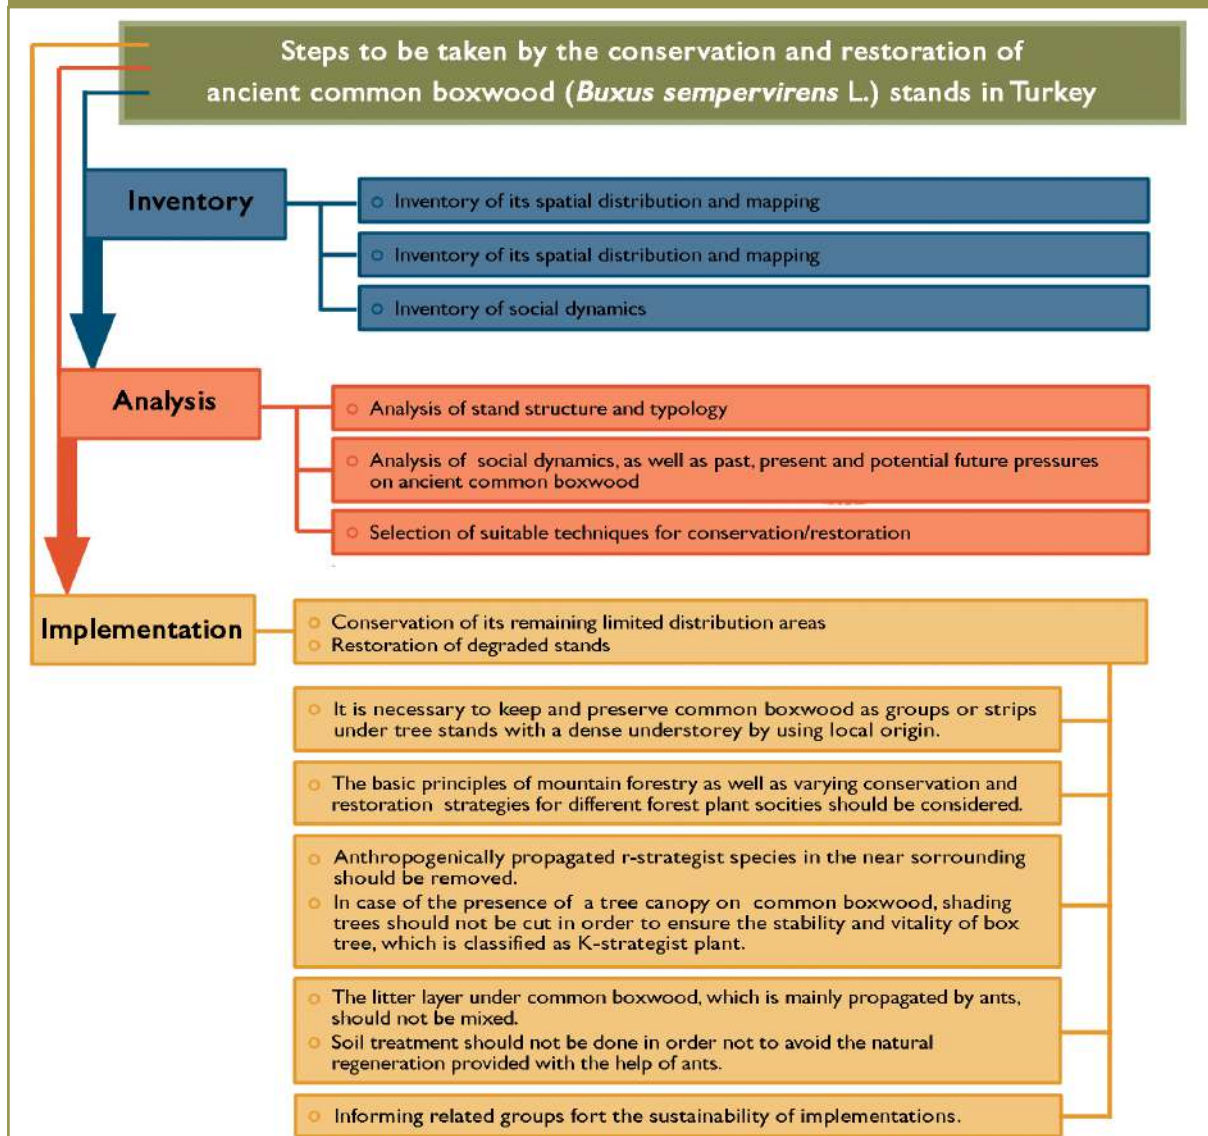 Steps to be taken by the conservation and restoration of
ancient common boxwood (Buxus sempervirens L.) stands in Turkey
Inventory
Inventory of its spatial distribution and mapping
Inventory of its spatial distribution and mapping
Inventory of social dynamics
Analysis
Analysis of stand structure and typology
Analysis of social dynamics, as well as past, present and potential future pressures
on ancient common boxwood
Selection of suitable techniques for conservation/restoration
Implementation
Conservation of its remaining limited distribution areas
Restoration of degraded stands
It is necessary to keep and preserve common boxwood as groups or strips
under tree stands with a dense understorey by using local origin.
The basic principles of mountain forestry as well as varying conservation and
restoration strategies for different forest plant socities should be considered.
Anthropogenically propagated r-strategist species in the near sorrounding
should be removed.
In case of the presence of a tree canopy on common boxwood, shading
trees should not be cut in order to ensure the stability and vitality of box
tree, which is classified as K-strategist plant.
The litter layer under common boxwood, which is mainly propagated by ants,
should not be mixed.
Soil treatment should not be done in order not to avoid the natural
regeneration provided with the help of ants.
Informing related groups fort the sustainability of implementations.